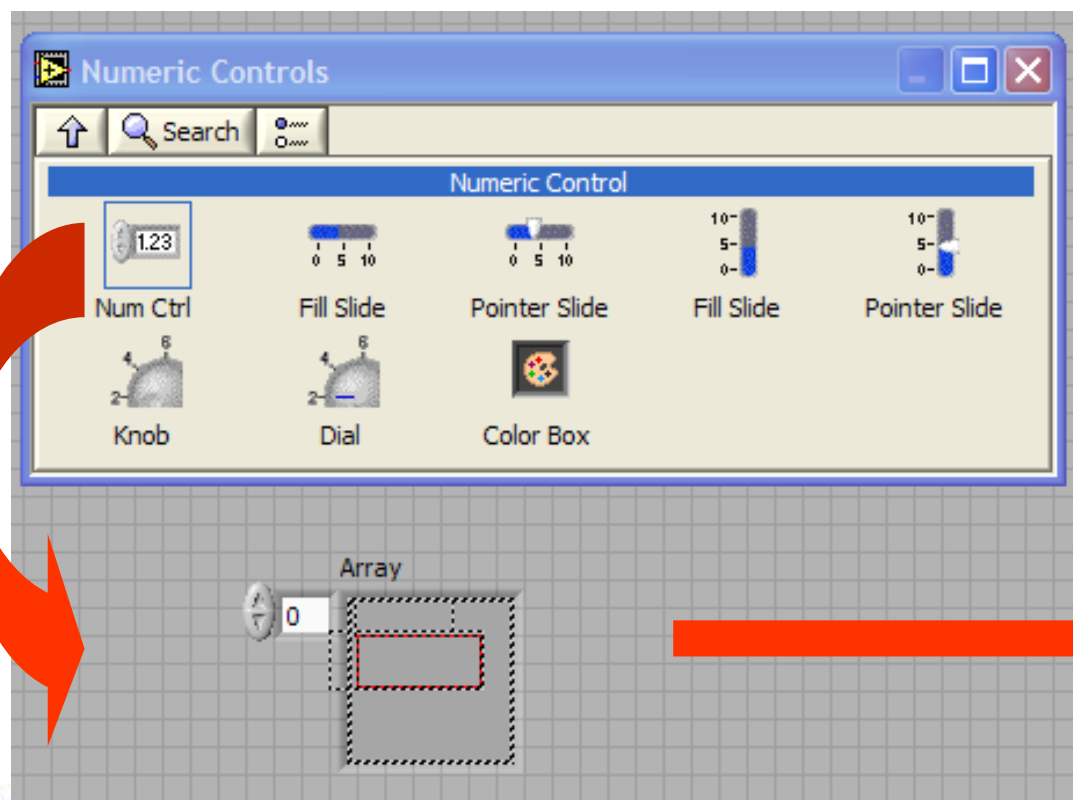 Numeric Controls
Search
Numeric Control
1.23
0 5 10
0 5 10
10
5
0
10
5
0
Num Ctrl Fill Slide Pointer Slide Fill Slide Pointer Slide
2 4 6
2 4 6
Knob Dial Color Box
Array
0